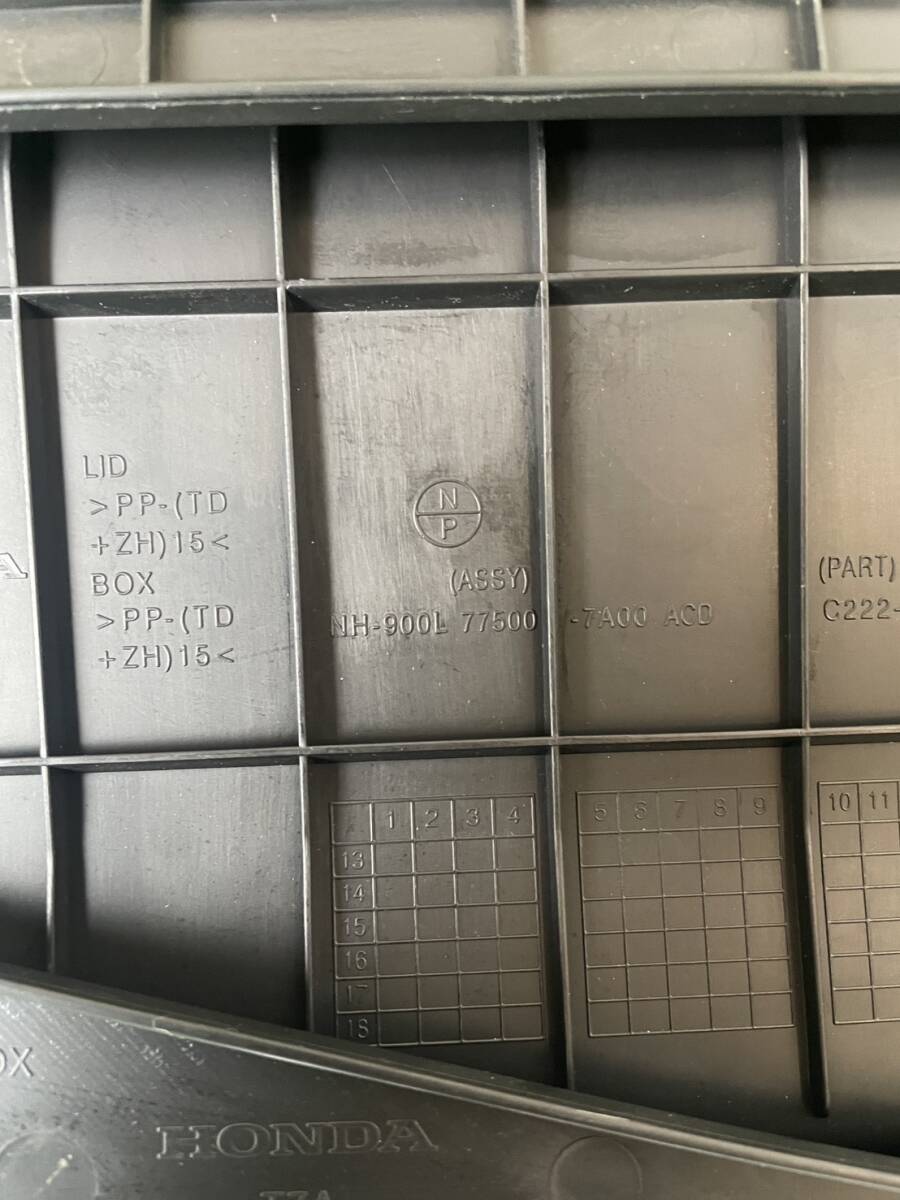 LID
>PP-(TD
+ZH)15<
BOX
>PP-(TD
+ZH)15<
N
P
(ASSY)
NH-900L 77500 -7A00 ACD
(PART)
C222-
1 2 3 4 5 6 7 8 9 10 11
13
14
15
16
17
18
HONDA